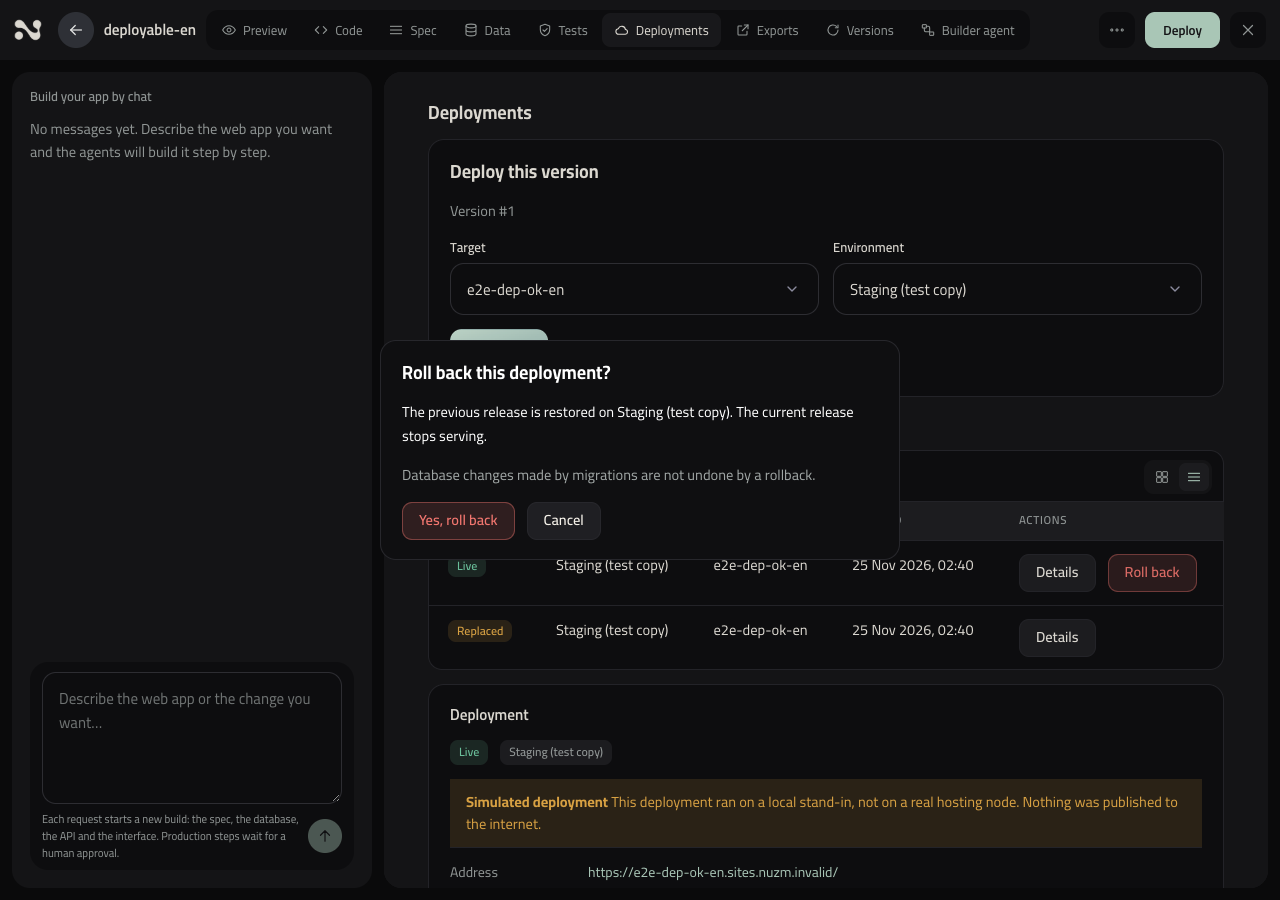 deployable-en
Preview
Code
Spec
Data
Tests
Deployments
Exports
Versions
Builder agent
Deploy
Build your app by chat
No messages yet. Describe the web app you want
and the agents will build it step by step.
Describe the web app or the change you
want...
Each request starts a new build: the spec, the database,
the API and the interface. Production steps wait for a
human approval.
Deployments
Deploy this version
Version #1
Target
Environment
e2e-dep-ok-en
Staging (test copy)
Roll back this deployment?
The previous release is restored on Staging (test copy). The current release
stops serving.
Database changes made by migrations are not undone by a rollback.
Yes, roll back
Cancel
ACTIONS
Live
Staging (test copy)
e2e-dep-ok-en
25 Nov 2026, 02:40
Details
Roll back
Replaced
Staging (test copy)
e2e-dep-ok-en
25 Nov 2026, 02:40
Details
Deployment
Live
Staging (test copy)
Simulated deployment This deployment ran on a local stand-in, not on a real hosting node. Nothing was published to
the internet.
Address
https://e2e-dep-ok-en.sites.nuzm.invalid/